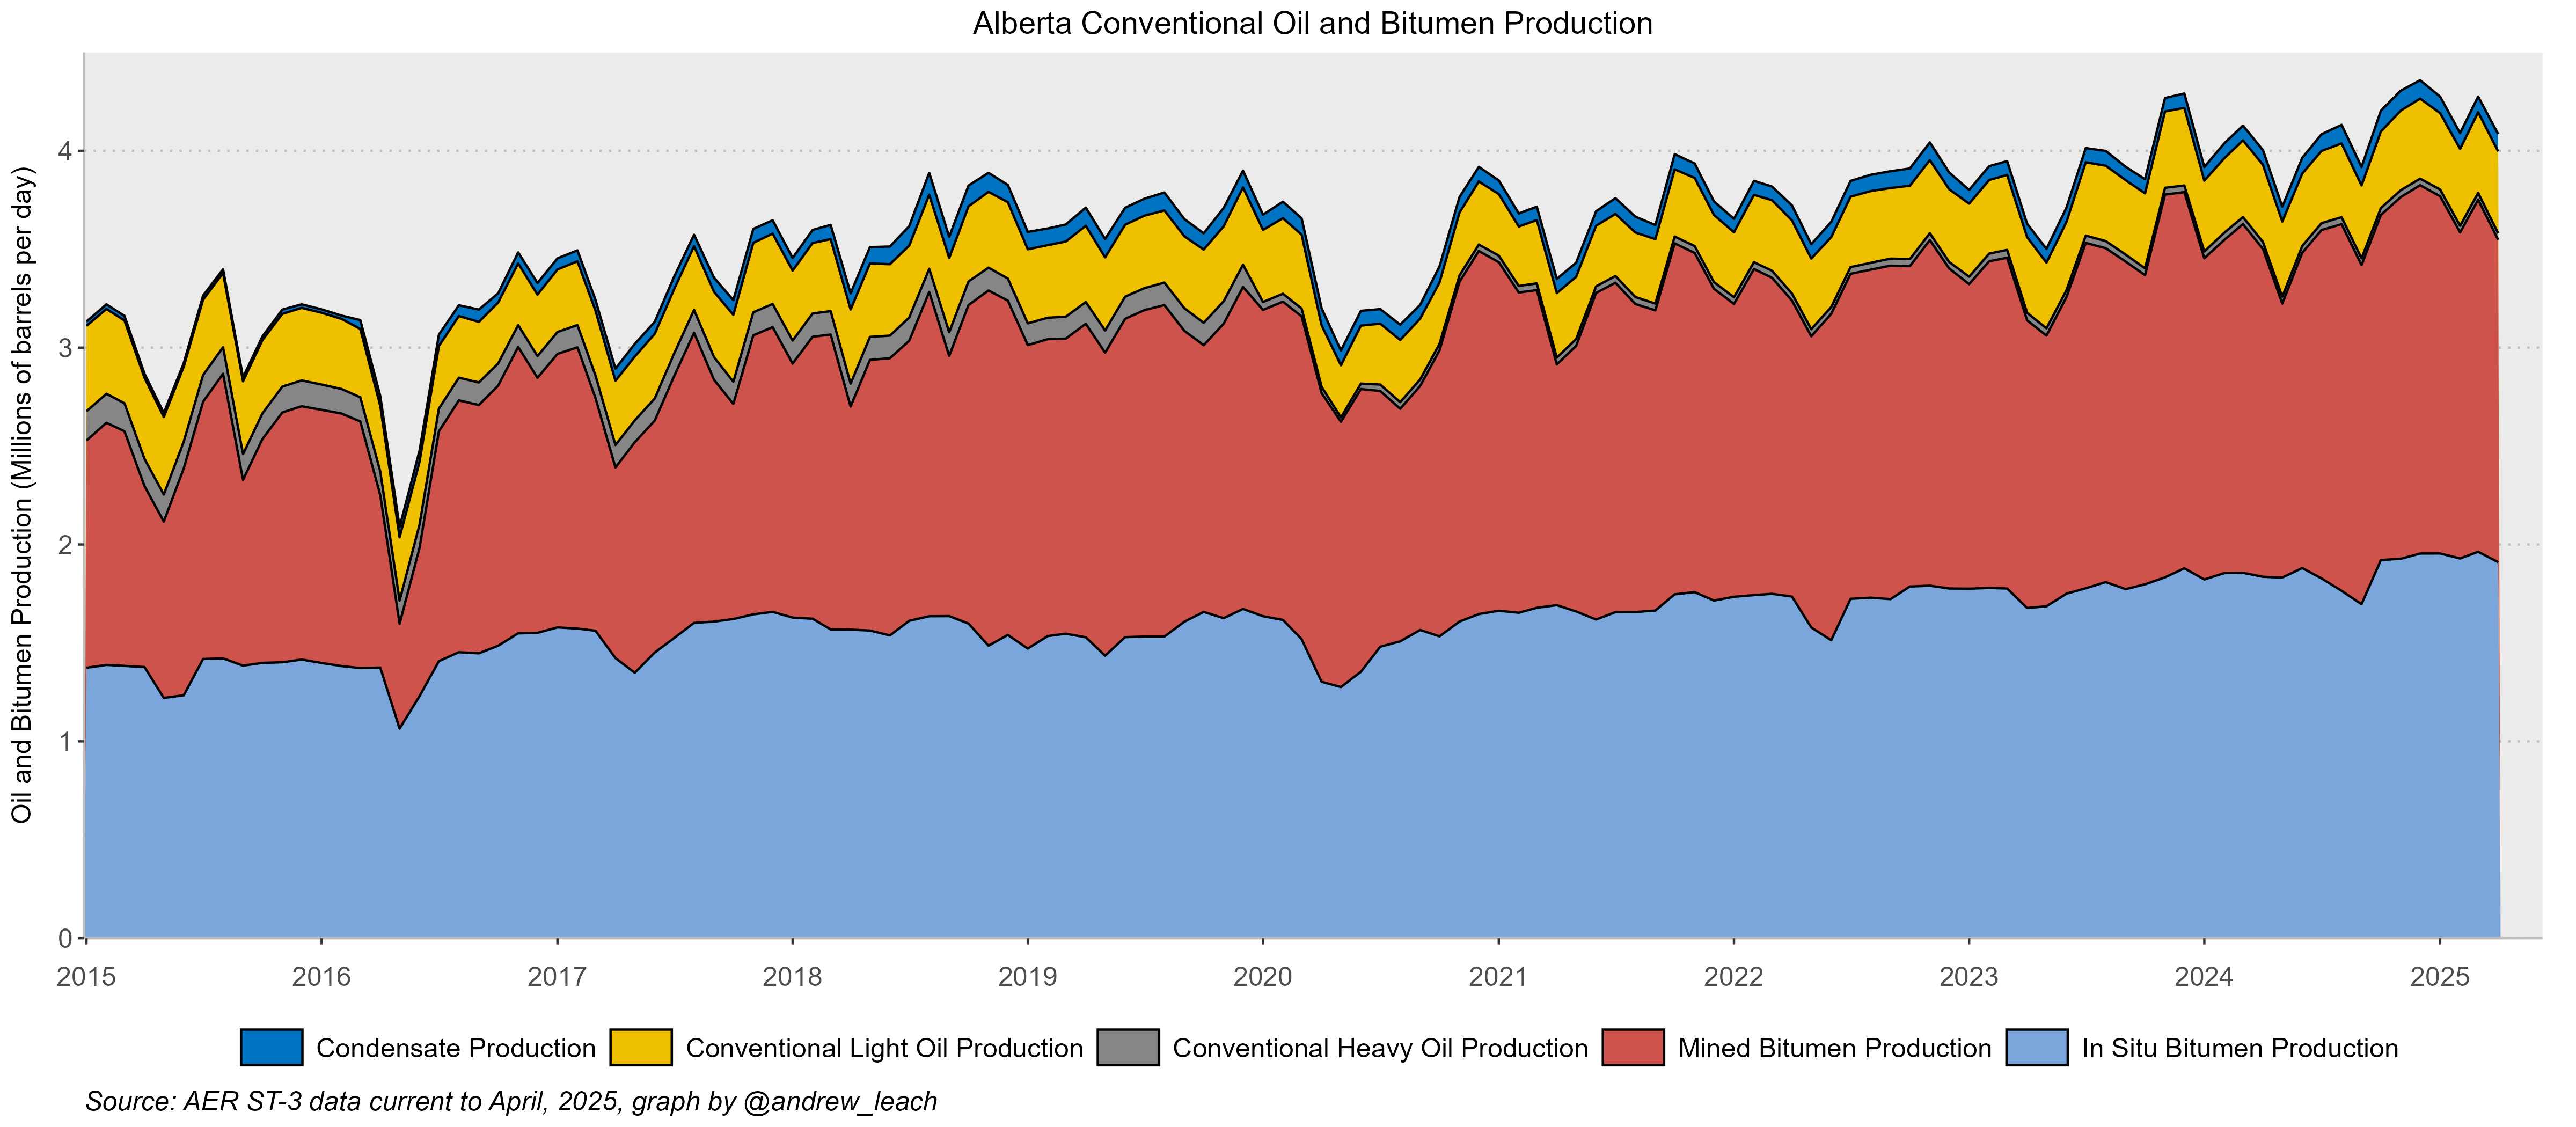 Alberta Conventional Oil and Bitumen Production
Oil and Bitumen Production (Millions of barrels per day)
4
3
2
1
0
2015 2016 2017 2018 2019 2020 2021 2022 2023 2024 2025
Condensate Production Conventional Light Oil Production Conventional Heavy Oil Production Mined Bitumen Production In Situ Bitumen Production
Source: AER ST-3 data current to April, 2025, graph by @andrew_leach